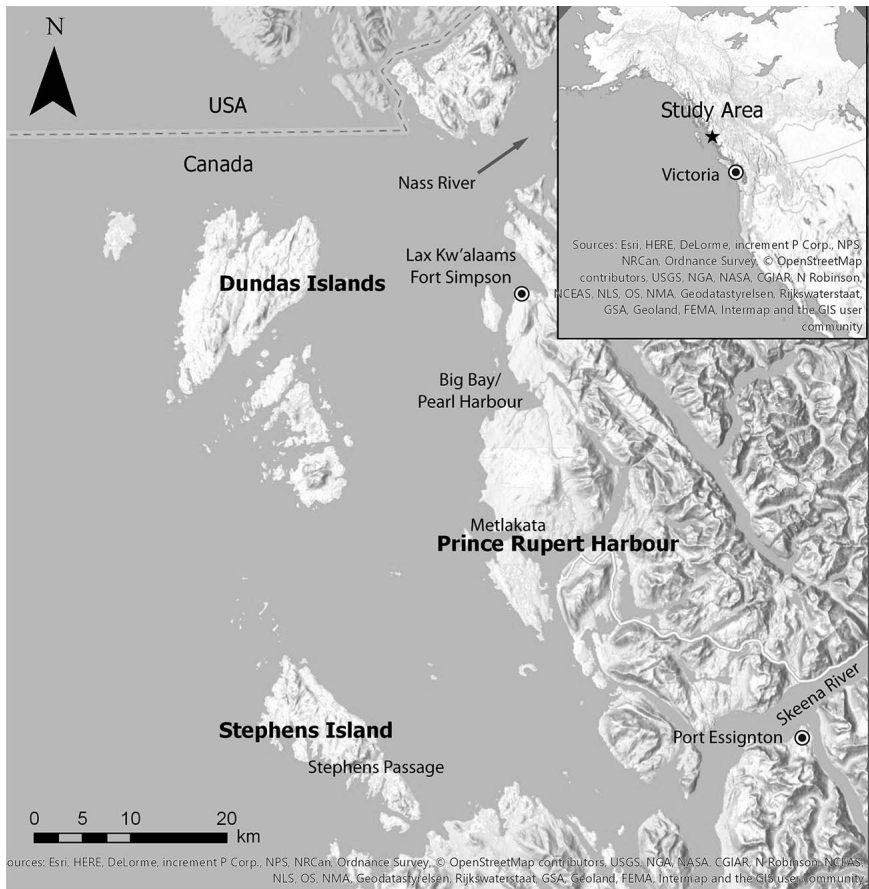 N
USA
Canada
Nass River
Study Area
Victoria
Sources: Esri, HERE, DeLorme, increment P Corp., NPS,
NRCan, Ordnance Survey, © OpenStreetMap
contributors, USGS, NGA, NASA, CGIAR, N Robinson,
NCEAS, NLS, OS, NMA, Geodatastyrelsen, Rijkswaterstaat,
GSA, Geoland, FEMA, Intermap and the GIS user
community
Lax Kw'alaams
Fort Simpson
Dundas Islands
Big Bay/
Pearl Harbour
Metlakata
Prince Rupert Harbour
Skeena River
Stephens Island
Port Essignton
Stephens Passage
0 5 10 20
km
ources: Esri, HERE, DeLorme, increment P Corp., NPS, NRCan, Ordnance Survey, © OpenStreetMap contributors, USGS, NGA, NASA, CGIAR, N Robinson, NCEAS,
NLS, OS, NMA, Geodatastyrelsen, Rijkswaterstaat, GSA, Geoland, FEMA, Intermap and the GIS user community